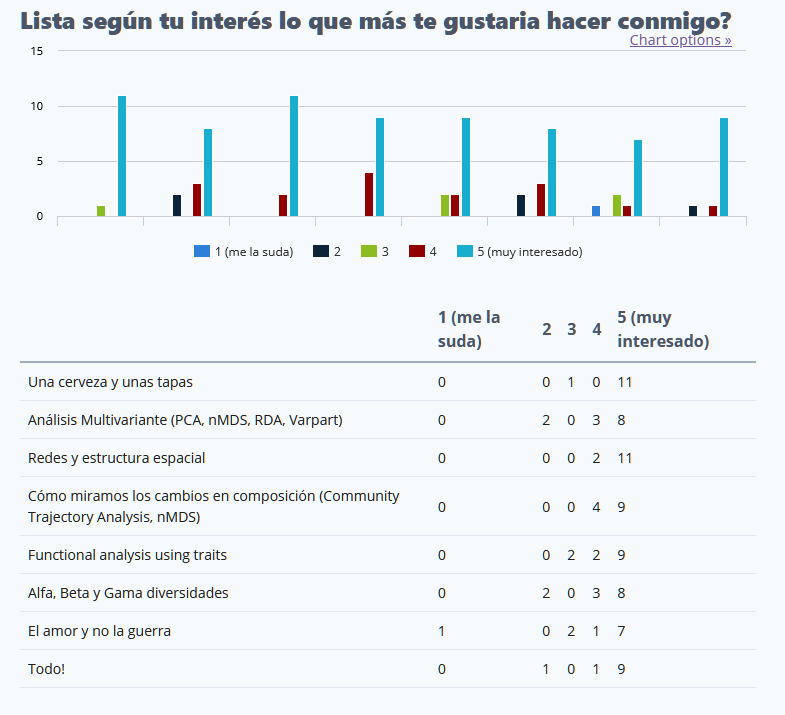 Lista según tu interés lo que más te gustaria hacer conmigo?
Chart options »
15
10
5
0
1 (me la suda) 2 3 4 5 (muy interesado)
1 (me la suda) 2 3 4 5 (muy interesado)
Una cerveza y unas tapas 0 0 1 0 11
Análisis Multivariante (PCA, nMDS, RDA, Varpart) 0 2 0 3 8
Redes y estructura espacial 0 0 0 2 11
Cómo miramos los cambios en composición (Community
Trajectory Analysis, nMDS) 0 0 0 4 9
Functional analysis using traits 0 0 2 2 9
Alfa, Beta y Gama diversidades 0 2 0 3 8
El amor y no la guerra 1 0 2 1 7
Todo! 0 1 0 1 9